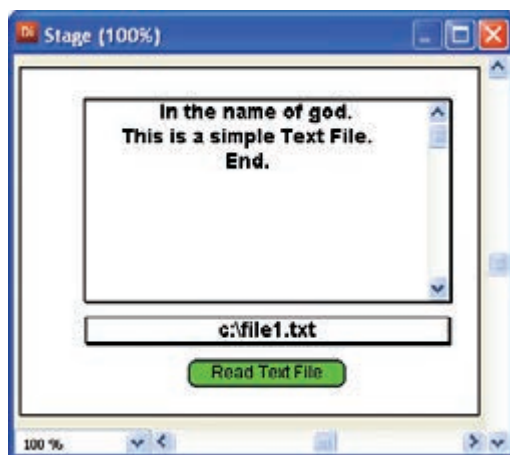 Di Stage (100%)
In the name of god.
This is a simple Text File.
End.
c:\file1.txt
Read Text File
100 %